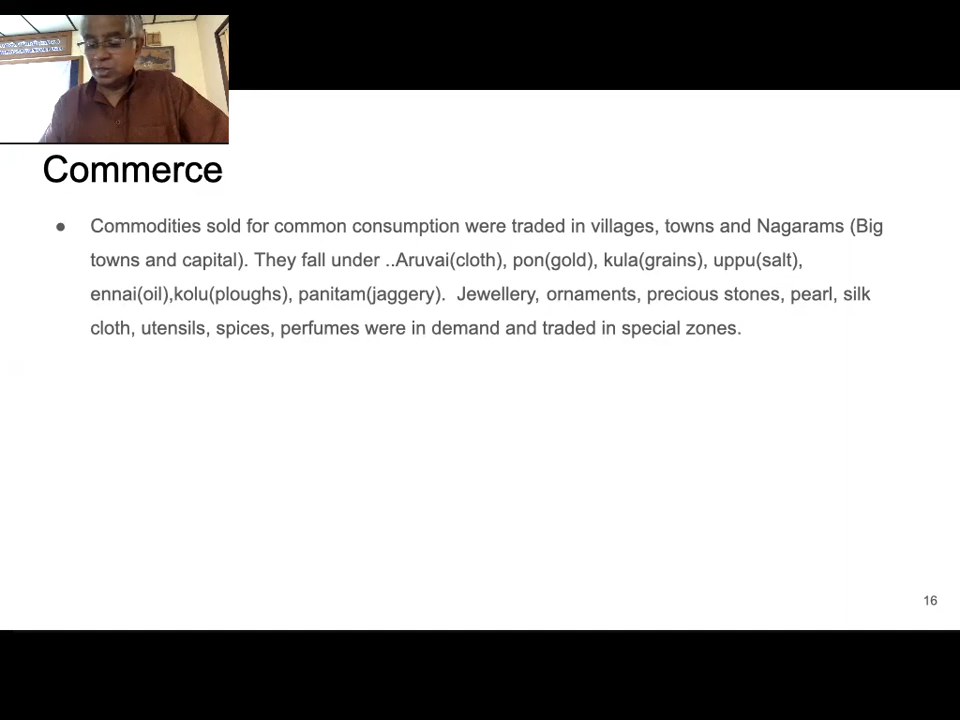 Commerce
● Commodities sold for common consumption were traded in villages, towns and Nagarams (Big
towns and capital). They fall under ..Aruvai(cloth), pon(gold), kula(grains), uppu(salt),
ennai(oil),kolu(ploughs), panitam(jaggery).  Jewellery, ornaments, precious stones, pearl, silk
cloth, utensils, spices, perfumes were in demand and traded in special zones.
16